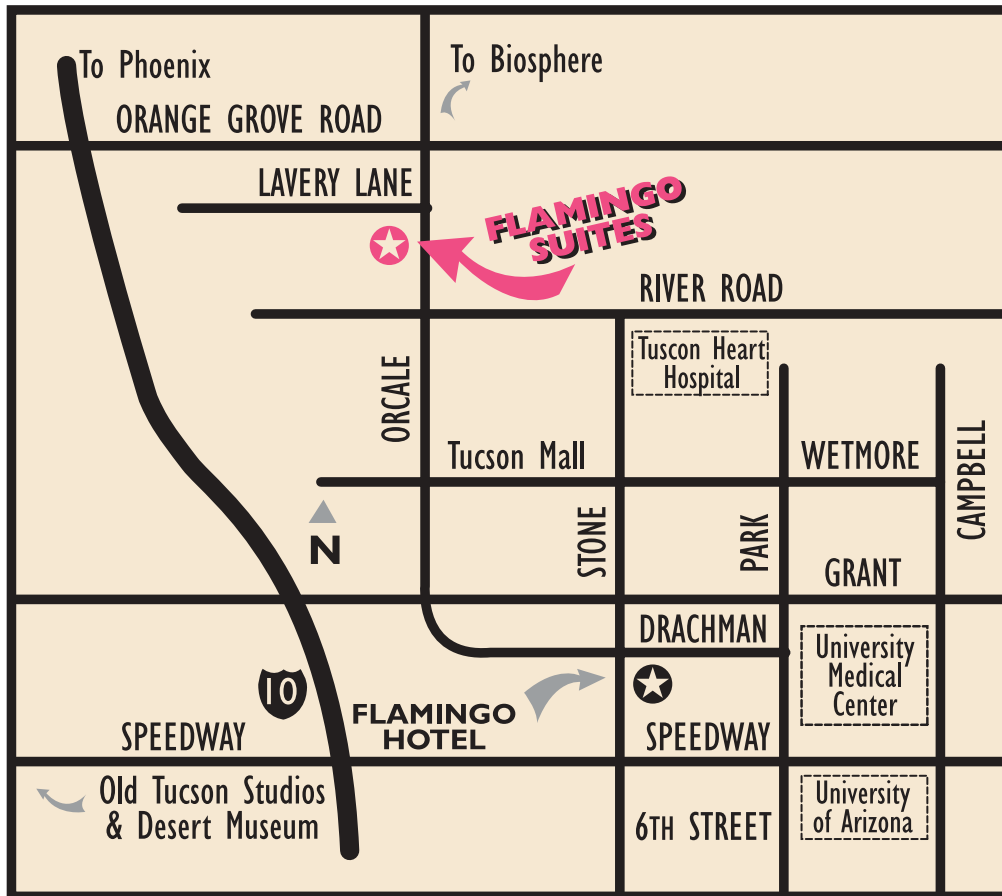 To Phoenix
To Biosphere
ORANGE GROVE ROAD
LAVERY LANE
FLAMINGO
SUITES
RIVER ROAD
Tuscon Heart
Hospital
ORCALE
Tucson Mall
WETMORE
CAMPBELL
STONE
PARK
N
GRANT
DRACHMAN
University
Medical
Center
10
FLAMINGO
HOTEL
SPEEDWAY
SPEEDWAY
Old Tucson Studios
& Desert Museum
6TH STREET
University
of Arizona